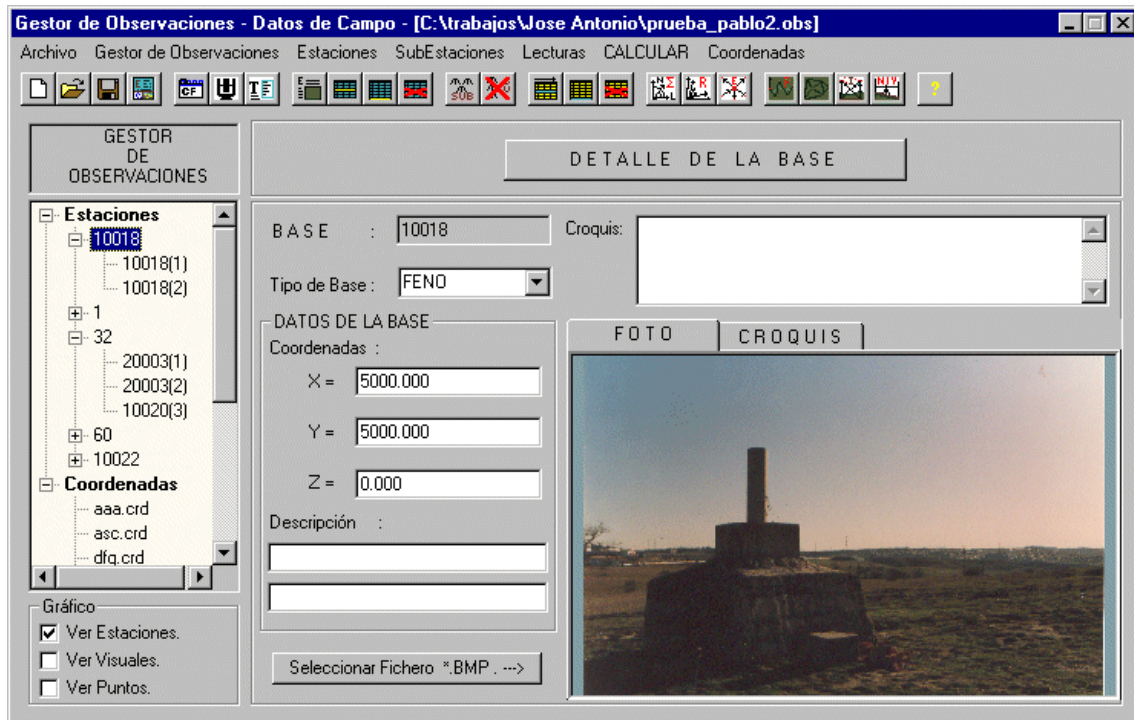 Gestor de Observaciones - Datos de Campo - [C:\trabajos\Jose Antonio\prueba_pablo2.obs]
Archivo Gestor de Observaciones Estaciones SubEstaciones Lecturas CALCULAR Coordenadas
CF
SUB
N
Σ
L
R
E
NIV
?
GESTOR
DE
OBSERVACIONES
DETALLE DE LA BASE
Estaciones
10018
10018(1)
10018(2)
1
32
20003(1)
20003(2)
10020(3)
60
10022
Coordenadas
aaa.crd
asc.crd
dfg.crd
Gráfico
Ver Estaciones.
Ver Visuales.
Ver Puntos.
BASE : 10018
Croquis:
Tipo de Base : FENO
DATOS DE LA BASE
Coordenadas :
X = 5000.000
Y = 5000.000
Z = 0.000
Descripción :
Seleccionar Fichero *.BMP . --->
FOTO CROQUIS